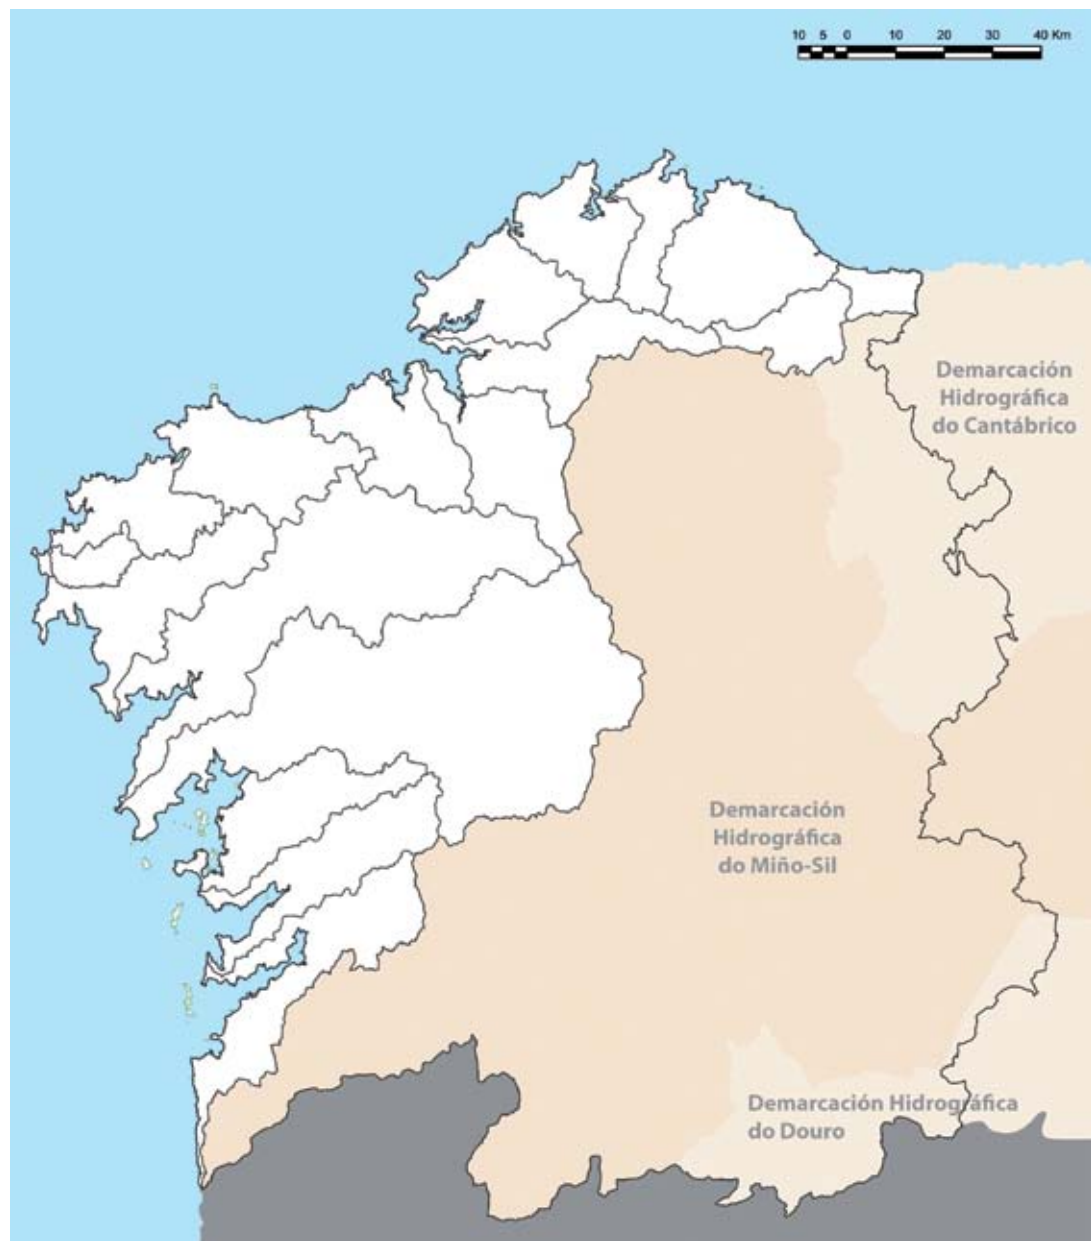 10 5 0 10 20 30 40 Km
Demarcación
Hidrográfica
do Cantábrico
Demarcación
Hidrográfica
do Miño-Sil
Demarcación Hidrográfica
do Douro